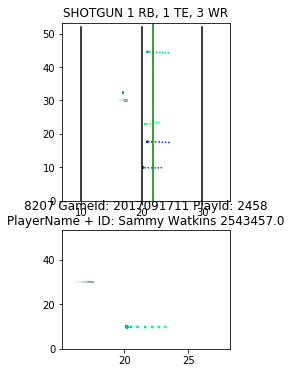 SHOTGUN 1 RB, 1 TE, 3 WR
50
40
30
20
10
0
10 20 30
8207 GameId: 2017091711 PlayId: 2458
PlayerName + ID: Sammy Watkins 2543457.0
40
20
0
20 25